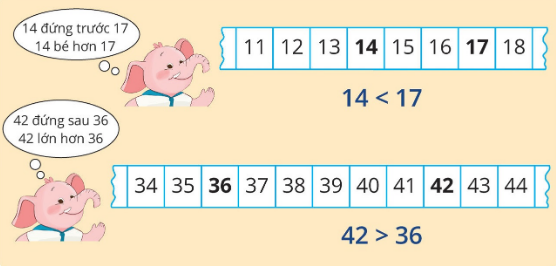 14 đứng trước 17
14 bé hơn 17
11 12 13 14 15 16 17 18
14 < 17
42 đứng sau 36
42 lớn hơn 36
34 35 36 37 38 39 40 41 42 43 44
42 > 36